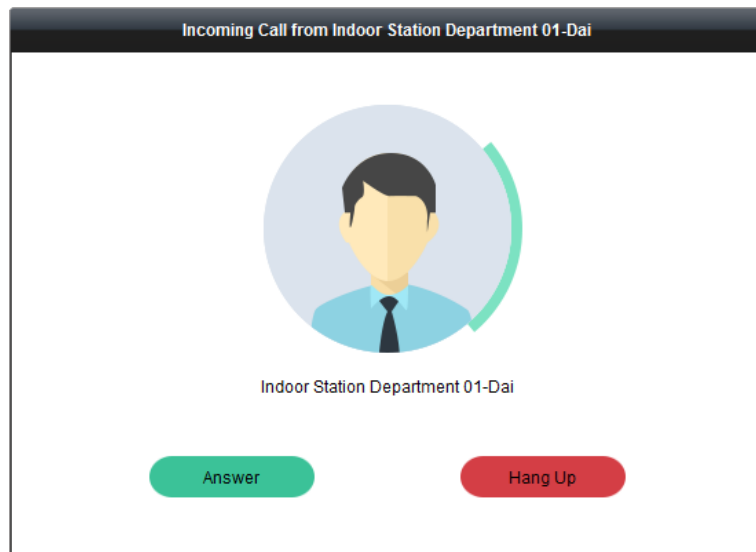 Incoming Call from Indoor Station Department 01-Dai
Indoor Station Department 01-Dai
Answer
Hang Up